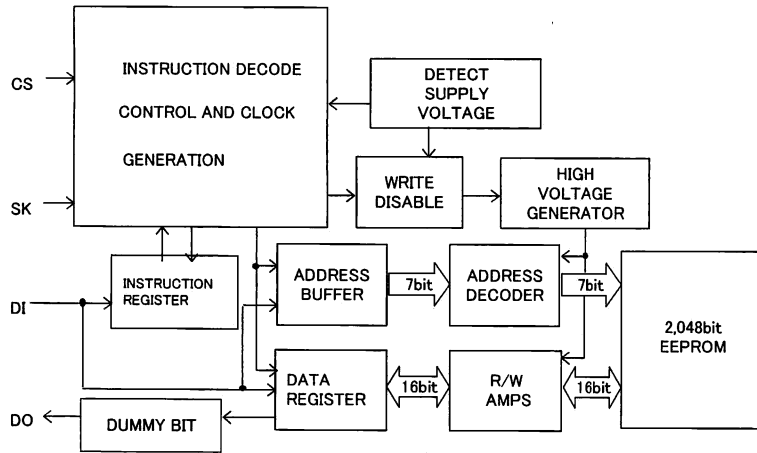 CS
SK
DI
DO
INSTRUCTION DECODE
CONTROL AND CLOCK
GENERATION
DETECT
SUPPLY
VOLTAGE
WRITE
DISABLE
HIGH
VOLTAGE
GENERATOR
INSTRUCTION
REGISTER
ADDRESS
BUFFER
7bit
ADDRESS
DECODER
7bit
2,048bit
EEPROM
DATA
REGISTER
16bit
R/W
AMPS
16bit
DUMMY BIT